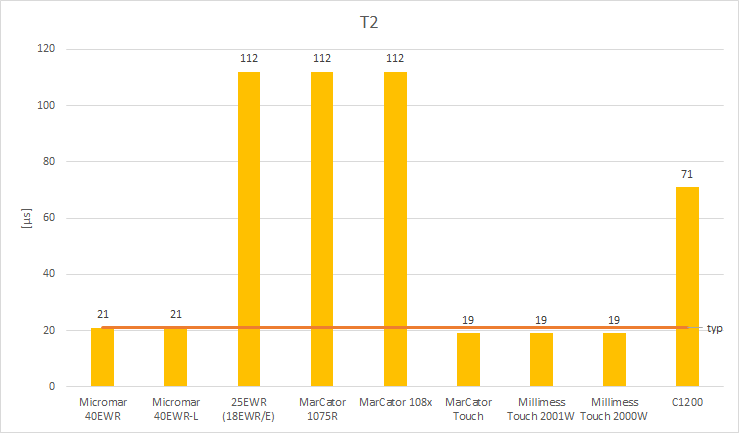 T2
120
100
80
60
40
20
0
[µs]
21
21
112
112
112
19
19
19
71
typ
Micromar
40EWR
Micromar
40EWR-L
25EWR
(18EWR/E)
MarCator
1075R
MarCator 108x
MarCator
Touch
Millimess
Touch 2001W
Millimess
Touch 2000W
C1200